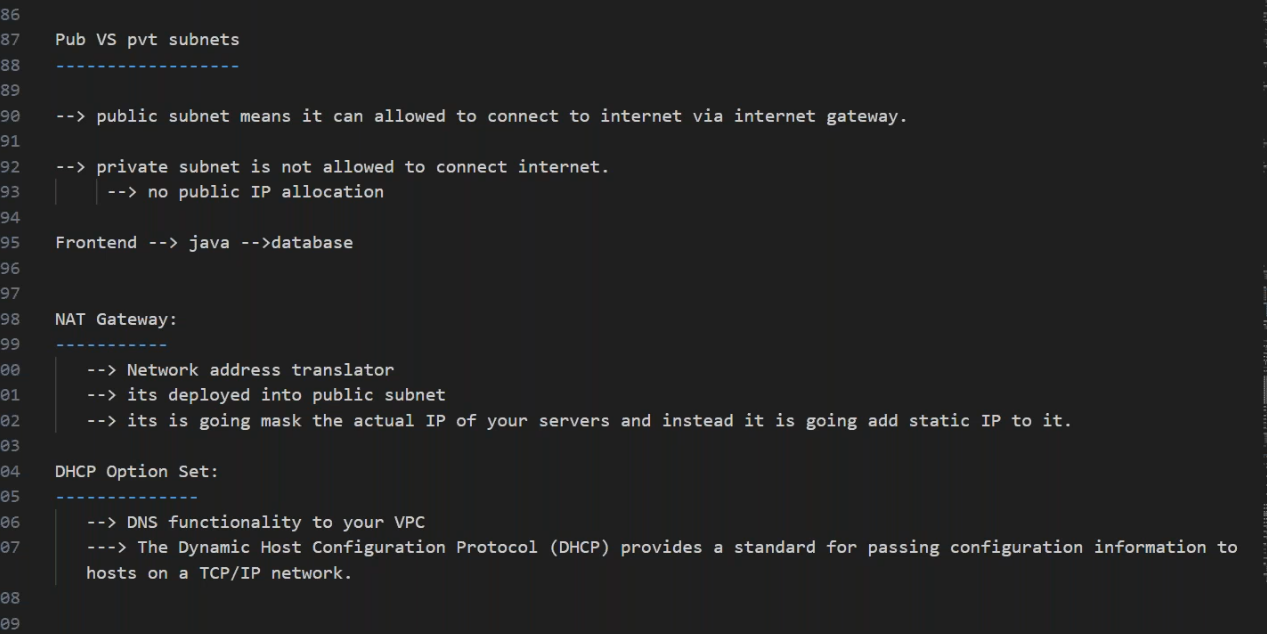 86
87 Pub VS pvt subnets
88 ------------------
89
90 --> public subnet means it can allowed to connect to internet via internet gateway.
91
92 --> private subnet is not allowed to connect internet.
93 --> no public IP allocation
94
95 Frontend --> java -->database
96
97
98 NAT Gateway:
99 -----------
00 --> Network address translator
01 --> its deployed into public subnet
02 --> its is going mask the actual IP of your servers and instead it is going add static IP to it.
03
04 DHCP Option Set:
05 --------------
06 --> DNS functionality to your VPC
07 ---> The Dynamic Host Configuration Protocol (DHCP) provides a standard for passing configuration information to
hosts on a TCP/IP network.
08
09